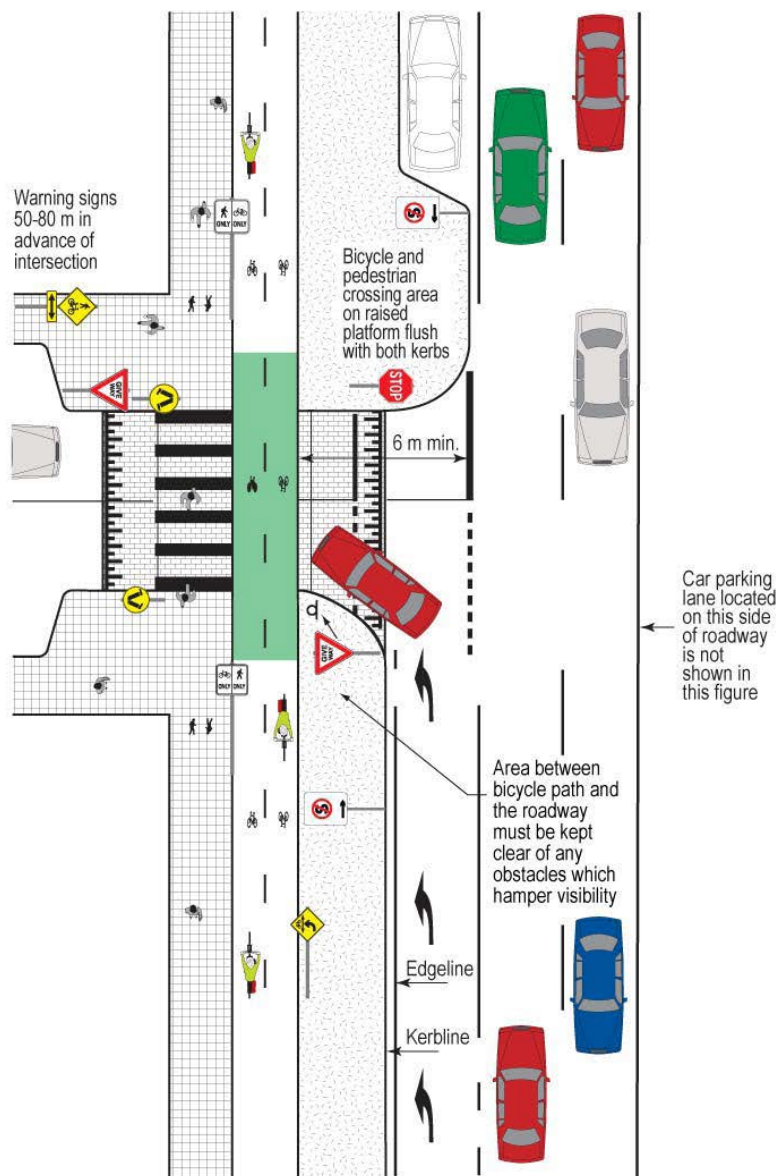 Warning signs
50-80 m in
advance of
intersection
ONLY
ONLY
Bicycle and
pedestrian
crossing area
on raised
platform flush
with both kerbs
GIVE
WAY
STOP
6 m min.
d
GIVE
WAY
ONLY
ONLY
Car parking
lane located
on this side
of roadway
is not
shown in
this figure
Area between
bicycle path and
the roadway
must be kept
clear of any
obstacles which
hamper visibility
Edgeline
Kerbline